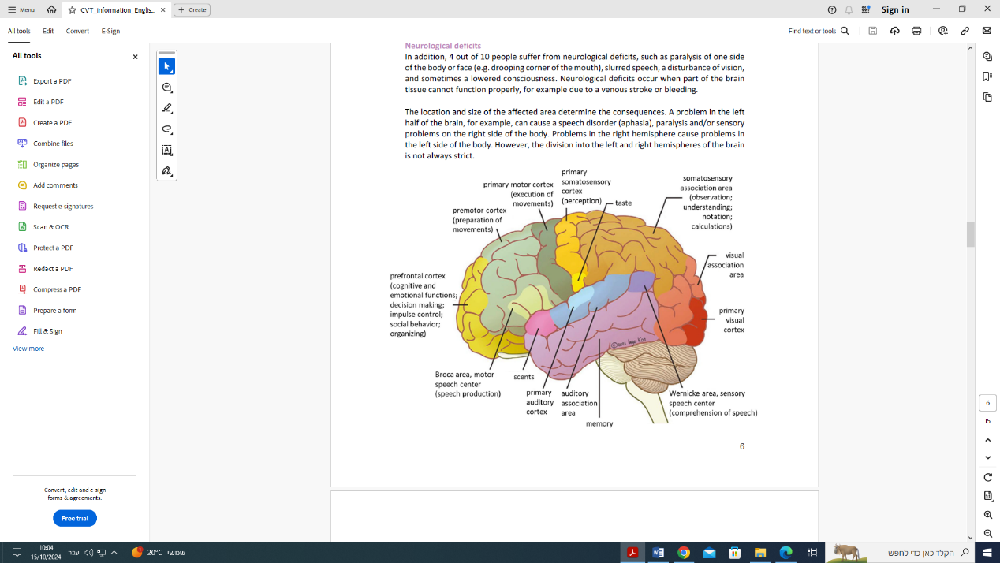 Menu
CVT_information_Englis...
Create
Sign in
All tools
Edit
Convert
E-Sign
Find text or tools
All tools
Export a PDF
Edit a PDF
Create a PDF
Combine files
Organize pages
Add comments
Request e-signatures
Scan & OCR
Protect a PDF
Redact a PDF
Compress a PDF
Prepare a form
Fill & Sign
View more
Convert, edit and e-sign
forms & agreements.
Free trial
Neurological deficits
In addition, 4 out of 10 people suffer from neurological deficits, such as paralysis of one side
of the body or face (e.g. drooping corner of the mouth), slurred speech, a disturbance of vision,
and sometimes a lowered consciousness. Neurological deficits occur when part of the brain
tissue cannot function properly, for example due to a venous stroke or bleeding.
The location and size of the affected area determine the consequences. A problem in the left
half of the brain, for example, can cause a speech disorder (aphasia), paralysis and/or sensory
problems on the right side of the body. Problems in the right hemisphere cause problems in
the left side of the body. However, the division into the left and right hemispheres of the brain
is not always strict.
primary
somatosensory
cortex
(perception)
primary motor cortex
(execution of
movements)
taste
somatosensory
association area
(observation;
understanding;
notation;
calculations)
premotor cortex
(preparation of
movements)
visual
association
area
prefrontal cortex
(cognitive and
emotional functions;
decision making;
impulse control;
social behavior;
organizing)
primary
visual
cortex
Broca area, motor
speech center
(speech production)
scents
primary
auditory
cortex
auditory
association
area
memory
Wernicke area, sensory
speech center
(comprehension of speech)
6
6
15
10:04
15/10/2024
עבר
20°C
שמשי
הקלד כאן כדי לחפש